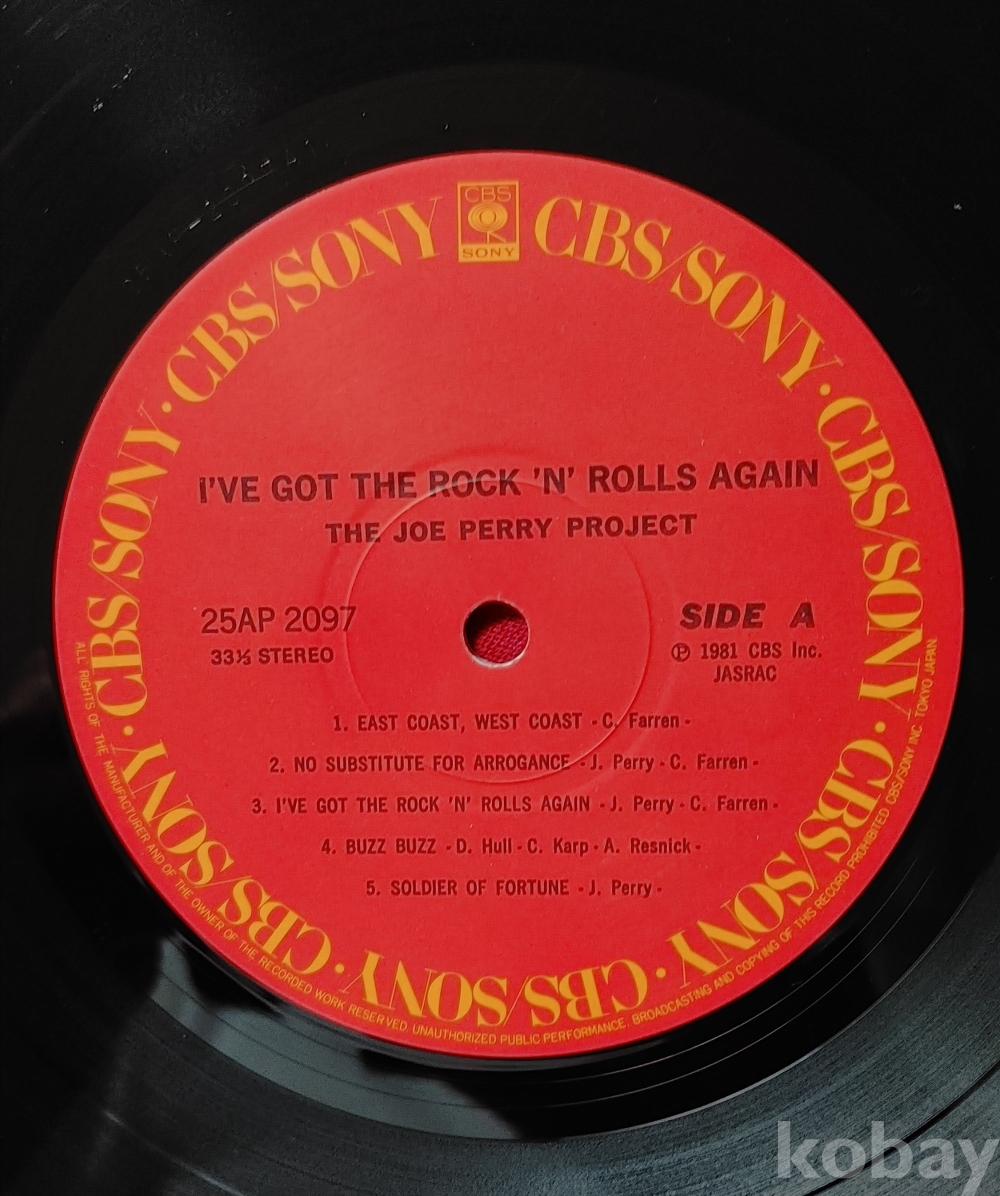 CBS
SONY
CBS/SONY · CBS/SONY · CBS/SONY · CBS/SONY · CBS/SONY · CBS/SONY · CBS/SONY · CBS/SONY
I'VE GOT THE ROCK 'N' ROLLS AGAIN
THE JOE PERRY PROJECT
25AP 2097
33⅓ STEREO
SIDE A
℗ 1981 CBS Inc.
JASRAC
1. EAST COAST, WEST COAST - C. Farren -
2. NO SUBSTITUTE FOR ARROGANCE - J. Perry - C. Farren -
3. I'VE GOT THE ROCK 'N' ROLLS AGAIN - J. Perry - C. Farren -
4. BUZZ BUZZ - D. Hull - C. Karp - A. Resnick -
5. SOLDIER OF FORTUNE - J. Perry -
ALL RIGHTS OF THE MANUFACTURER AND OF THE OWNER OF THE RECORDED WORK RESERVED. UNAUTHORIZED PUBLIC PERFORMANCE, BROADCASTING AND COPYING OF THIS RECORD PROHIBITED CBS/SONY INC. TOKYO JAPAN
kobay